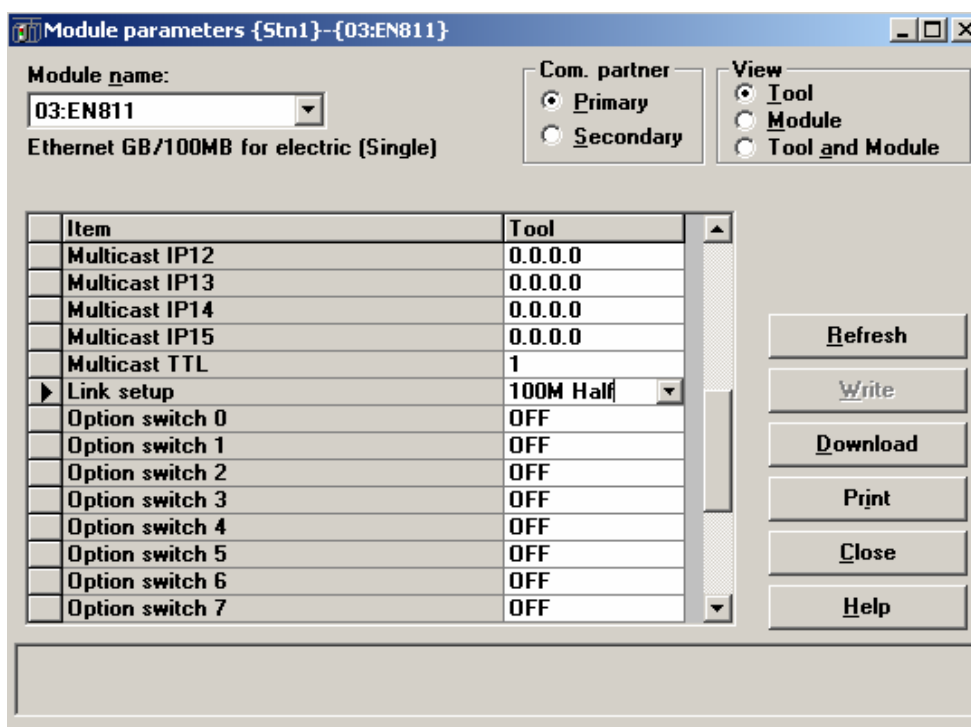 Module parameters {Stn1}-{03:EN811}
Module name:
03:EN811
Ethernet GB/100MB for electric (Single)
Com. partner
Primary
Secondary
View
Tool
Module
Tool and Module
Item Tool
Multicast IP12 0.0.0.0
Multicast IP13 0.0.0.0
Multicast IP14 0.0.0.0
Multicast IP15 0.0.0.0
Multicast TTL 1
Link setup 100M Half
Option switch 0 OFF
Option switch 1 OFF
Option switch 2 OFF
Option switch 3 OFF
Option switch 4 OFF
Option switch 5 OFF
Option switch 6 OFF
Option switch 7 OFF
Refresh
Write
Download
Print
Close
Help